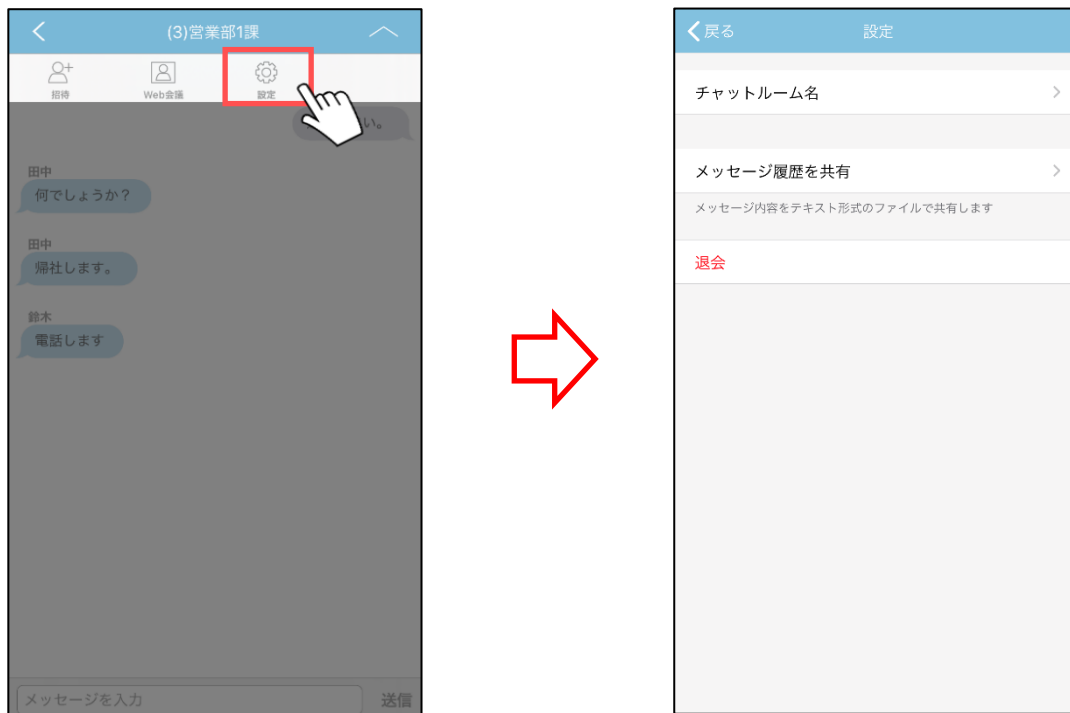 (3)営業部1課
招待
Web会議
設定
い。
田中
何でしょうか？
田中
帰社します。
鈴木
電話します
メッセージを入力
送信
戻る
設定
チャットルーム名
メッセージ履歴を共有
メッセージ内容をテキスト形式のファイルで共有します
退会